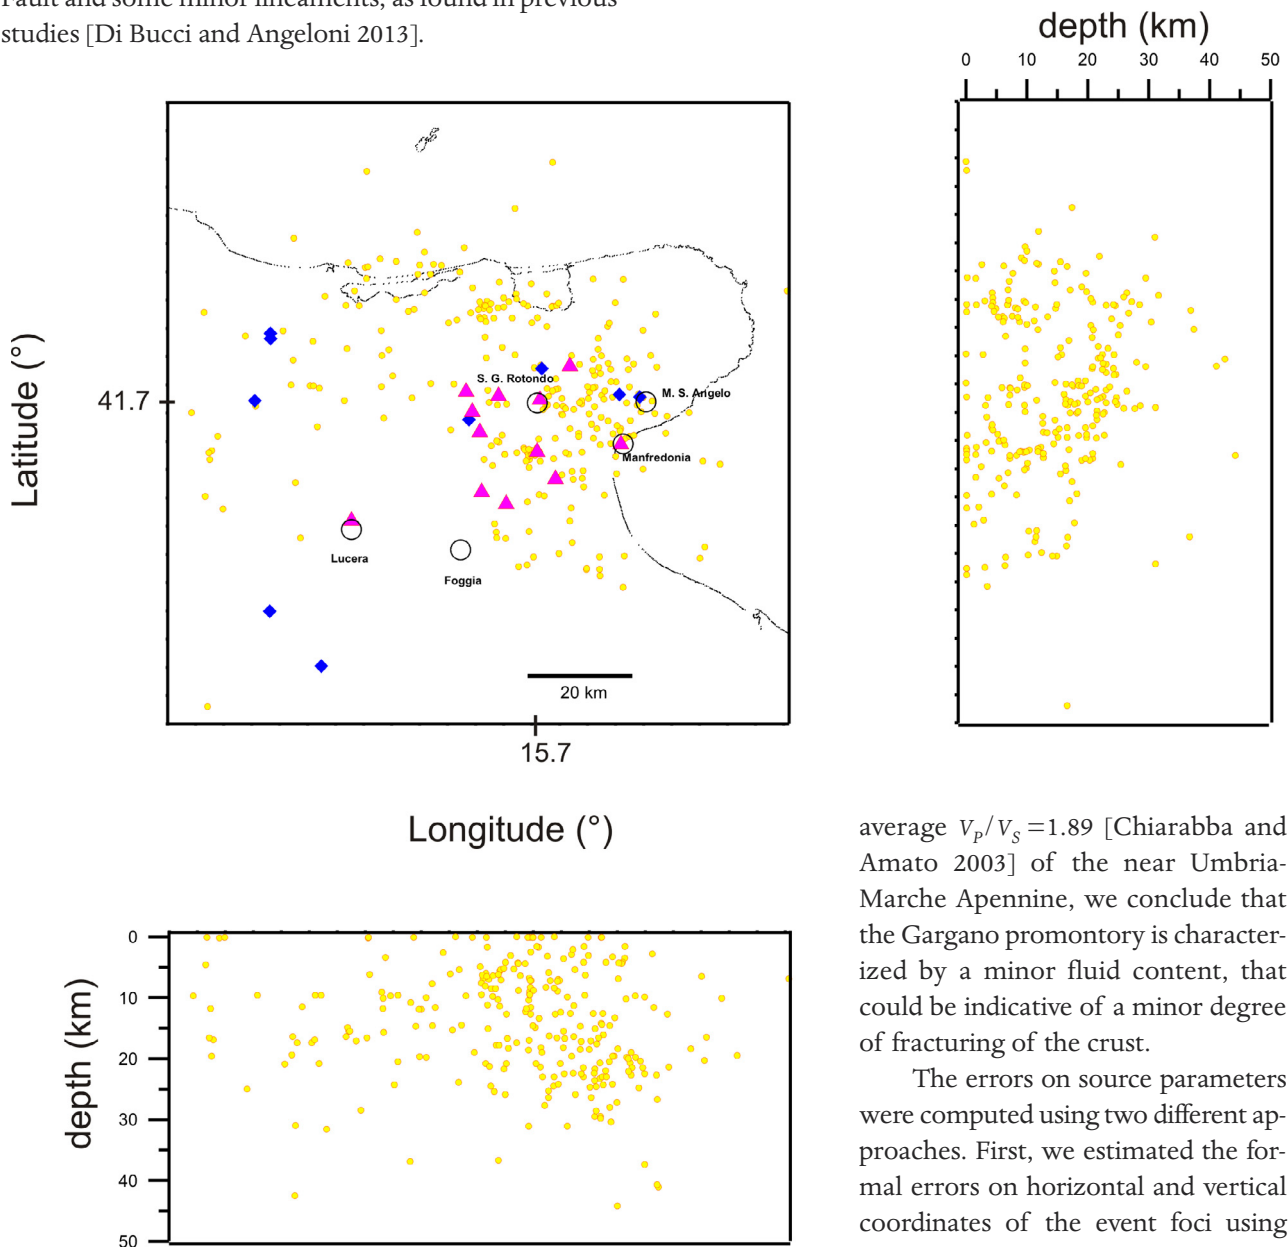 Fault and some minor lineaments, as found in previous
studies [Di Bucci and Angeloni 2013].
depth (km)
0 10 20 30 40 50
Latitude (°)
41.7
S. G. Rotondo
M. S. Angelo
Manfredonia
Lucera
Foggia
20 km
15.7
Longitude (°)
depth (km)
0
10
20
30
40
50
average VP/VS =1.89 [Chiarabba and
Amato 2003] of the near Umbria-
Marche Apennine, we conclude that
the Gargano promontory is character-
ized by a minor fluid content, that
could be indicative of a minor degree
of fracturing of the crust.
The errors on source parameters
were computed using two different ap-
proaches. First, we estimated the for-
mal errors on horizontal and vertical
coordinates of the event foci using